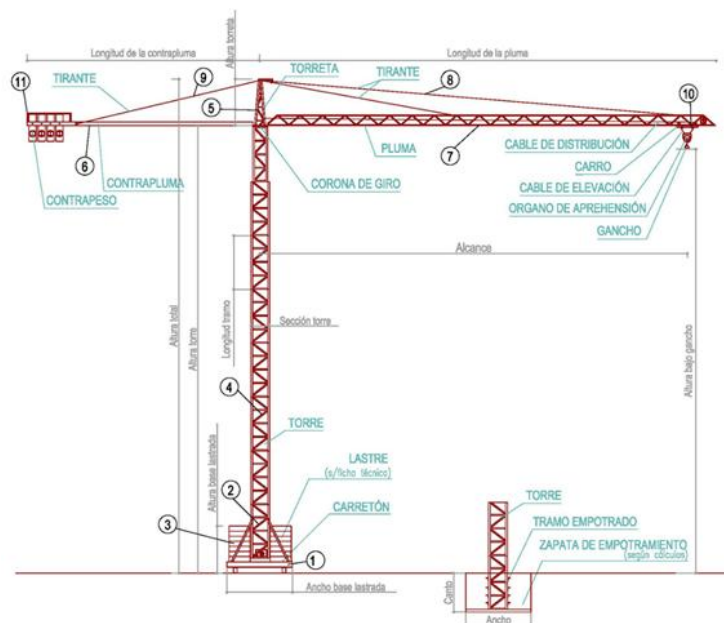 Longitud de la contrapluma
Altura torreta
Longitud de la pluma
11
9
8
TIRANTE
TORRETA
TIRANTE
5
10
6
7
CONTRAPESO
CONTRAPLUMA
PLUMA
CORONA DE GIRO
CABLE DE DISTRIBUCIÓN
CARRO
CABLE DE ELEVACIÓN
ORGANO DE APREHENSIÓN
GANCHO
Alcance
Altura total
Altura torre
Longitud tramo
Sección torre
Altura bajo gancho
4
TORRE
Altura base lastrada
LASTRE
(s/ficha técnica)
2
3
CARRETÓN
1
Ancho base lastrada
TORRE
TRAMO EMPOTRADO
ZAPATA DE EMPOTRAMIENTO
(según cálculos)
Canto
Ancho